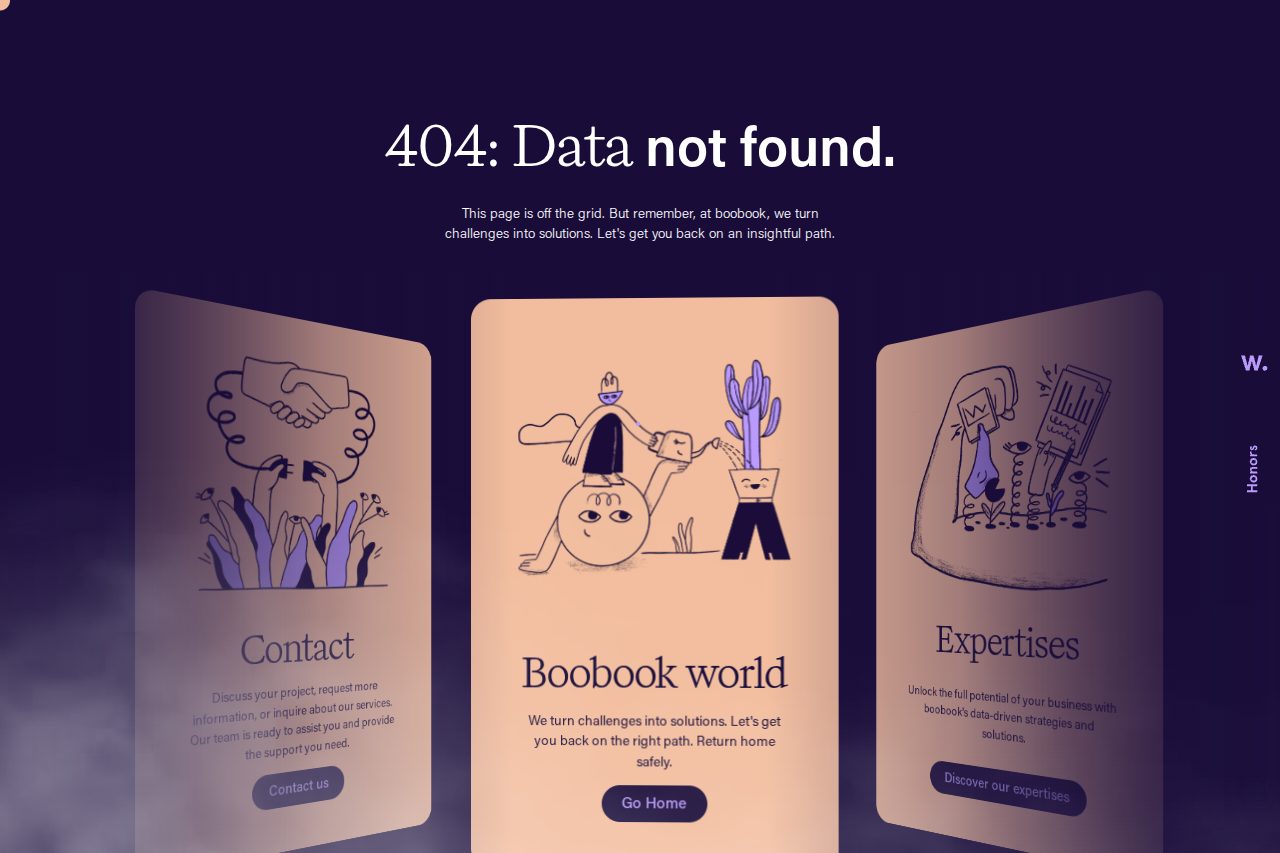 404: Data not found.
This page is off the grid. But remember, at boobook, we turn
challenges into solutions. Let's get you back on an insightful path.
Contact
Discuss your project, request more
information, or inquire about our services.
Our team is ready to assist you and provide
the support you need.
Contact us
Boobook world
We turn challenges into solutions. Let's get
you back on the right path. Return home
safely.
Go Home
Expertises
Unlock the full potential of your business with
boobook's data-driven strategies and
solutions.
Discover our expertises
W.
Honors